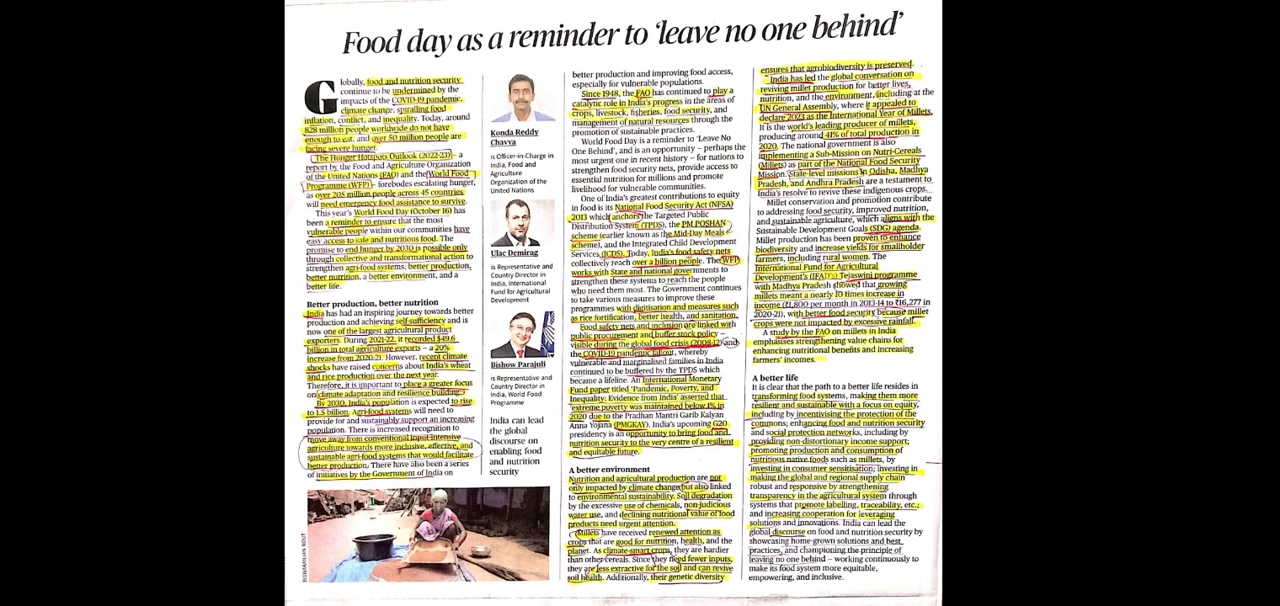 Food day as a reminder to 'leave no one behind'
Globally, food and nutrition security
continue to be undermined by the
impacts of the COVID-19 pandemic,
climate change, spiralling food
inflation, conflict, and inequality. Today, around
828 million people worldwide do not have
enough to eat, and over 50 million people are
facing severe hunger.
The Hunger Hotspots Outlook (2022-23) – a
report by the Food and Agriculture Organization
of the United Nations (FAO) and the World Food
Programme (WFP) – forebodes escalating hunger,
as over 205 million people across 45 countries
will need emergency food assistance to survive.
This year's World Food Day (October 16) has
been a reminder to ensure that the most
vulnerable people within our communities have
easy access to safe and nutritious food. The
promise to end hunger by 2030 is possible only
through collective and transformational action to
strengthen agri-food systems; better production,
better nutrition, a better environment, and a
better life.
Better production, better nutrition
India has had an inspiring journey towards better
production and achieving self-sufficiency and is
now one of the largest agricultural product
exporters. During 2021-22, it recorded $49.6
billion in total agriculture exports – a 20%
increase from 2020-21. However, recent climate
shocks have raised concerns about India's wheat
and rice production over the next year.
Therefore, it is important to place a greater focus
on climate adaptation and resilience building.
By 2030, India's population is expected to rise
to 1.5 billion. Agri-food systems will need to
provide for and sustainably support an increasing
population. There is increased recognition to
move away from conventional input-intensive
agriculture towards more inclusive, effective, and
sustainable agri-food systems that would facilitate
better production. There have also been a series
of initiatives by the Government of India on
BISWARANJAN ROUT
Konda Reddy
Chavva
is Officer-in-Charge in
India, Food and
Agriculture
Organization of the
United Nations
Ulac Demirag
is Representative and
Country Director in
India, International
Fund for Agricultural
Development
Bishow Parajuli
is Representative and
Country Director in
India, World Food
Programme
India can lead
the global
discourse on
enabling food
and nutrition
security
better production and improving food access,
especially for vulnerable populations.
Since 1948, the FAO has continued to play a
catalytic role in India's progress in the areas of
crops, livestock, fisheries, food security, and
management of natural resources through the
promotion of sustainable practices.
World Food Day is a reminder to 'Leave No
One Behind', and is an opportunity – perhaps the
most urgent one in recent history – for nations to
strengthen food security nets, provide access to
essential nutrition for millions and promote
livelihood for vulnerable communities.
One of India's greatest contributions to equity
in food is its National Food Security Act (NFSA)
2013 which anchors the Targeted Public
Distribution System (TPDS), the PM POSHAN
scheme (earlier known as the Mid-Day Meals
scheme), and the Integrated Child Development
Services (ICDS). Today, India's food safety nets
collectively reach over a billion people. The WFP
works with State and national governments to
strengthen these systems to reach the people
who need them most. The Government continues
to take various measures to improve these
programmes with digitisation and measures such
as rice fortification, better health, and sanitation.
Food safety nets and inclusion are linked with
public procurement and buffer stock policy –
visible during the global food crisis (2008-12) and
the COVID-19 pandemic fallout, whereby
vulnerable and marginalised families in India
continued to be buffered by the TPDS which
became a lifeline. An International Monetary
Fund paper titled 'Pandemic, Poverty, and
Inequality: Evidence from India' asserted that
'extreme poverty was maintained below 1% in
2020 due to the Pradhan Mantri Garib Kalyan
Anna Yojana (PMGKAY). India's upcoming G20
presidency is an opportunity to bring food and
nutrition security to the very centre of a resilient
and equitable future.
A better environment
Nutrition and agricultural production are not
only impacted by climate change but also linked
to environmental sustainability. Soil degradation
by the excessive use of chemicals, non-judicious
water use, and declining nutritional value of food
products need urgent attention.
Millets have received renewed attention as
crops that are good for nutrition, health, and the
planet. As climate-smart crops, they are hardier
than other cereals. Since they need fewer inputs,
they are less extractive for the soil and can revive
soil health. Additionally, their genetic diversity
ensures that agrobiodiversity is preserved.
India has led the global conversation on
reviving millet production for better lives,
nutrition, and the environment, including at the
UN General Assembly, where it appealed to
declare 2023 as the International Year of Millets.
It is the world's leading producer of millets,
producing around 41% of total production in
2020. The national government is also
implementing a Sub-Mission on Nutri-Cereals
(Millets) as part of the National Food Security
Mission. State-level missions in Odisha, Madhya
Pradesh, and Andhra Pradesh are a testament to
India's resolve to revive these indigenous crops.
Millet conservation and promotion contribute
to addressing food security, improved nutrition,
and sustainable agriculture, which aligns with the
Sustainable Development Goals (SDG) agenda.
Millet production has been proven to enhance
biodiversity and increase yields for smallholder
farmers, including rural women. The
International Fund for Agricultural
Development's (IFAD's) Tejaswini programme
with Madhya Pradesh showed that growing
millets meant a nearly 10 times increase in
income (₹1,800 per month in 2013-14 to ₹16,277 in
2020-21), with better food security because millet
crops were not impacted by excessive rainfall.
A study by the FAO on millets in India
emphasises strengthening value chains for
enhancing nutritional benefits and increasing
farmers' incomes.
A better life
It is clear that the path to a better life resides in
transforming food systems, making them more
resilient and sustainable with a focus on equity,
including by incentivising the protection of the
commons; enhancing food and nutrition security
and social protection networks, including by
providing non-distortionary income support;
promoting production and consumption of
nutritious native foods such as millets, by
investing in consumer sensitisation; investing in
making the global and regional supply chain
robust and responsive by strengthening
transparency in the agricultural system through
systems that promote labelling, traceability, etc.;
and increasing cooperation for leveraging
solutions and innovations. India can lead the
global discourse on food and nutrition security by
showcasing home-grown solutions and best
practices, and championing the principle of
leaving no one behind – working continuously to
make its food system more equitable,
empowering, and inclusive.